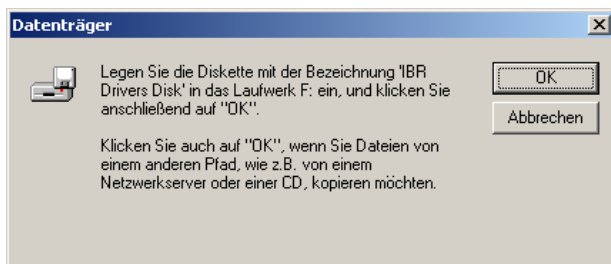 Datenträger
Legen Sie die Diskette mit der Bezeichnung 'IBR
Drivers Disk' in das Laufwerk F: ein, und klicken Sie
anschließend auf "OK".
Klicken Sie auch auf "OK", wenn Sie Dateien von
einem anderen Pfad, wie z.B. von einem
Netzwerkserver oder einer CD, kopieren möchten.
OK
Abbrechen